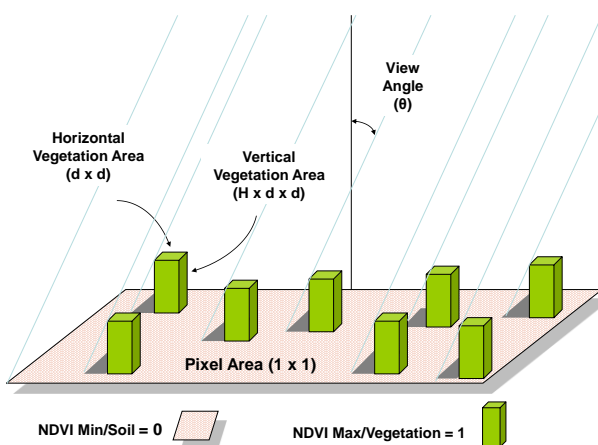 View
Angle
(θ)
Horizontal
Vegetation Area
(d x d)
Vertical
Vegetation Area
(H x d x d)
Pixel Area (1 x 1)
NDVI Min/Soil = 0
NDVI Max/Vegetation = 1